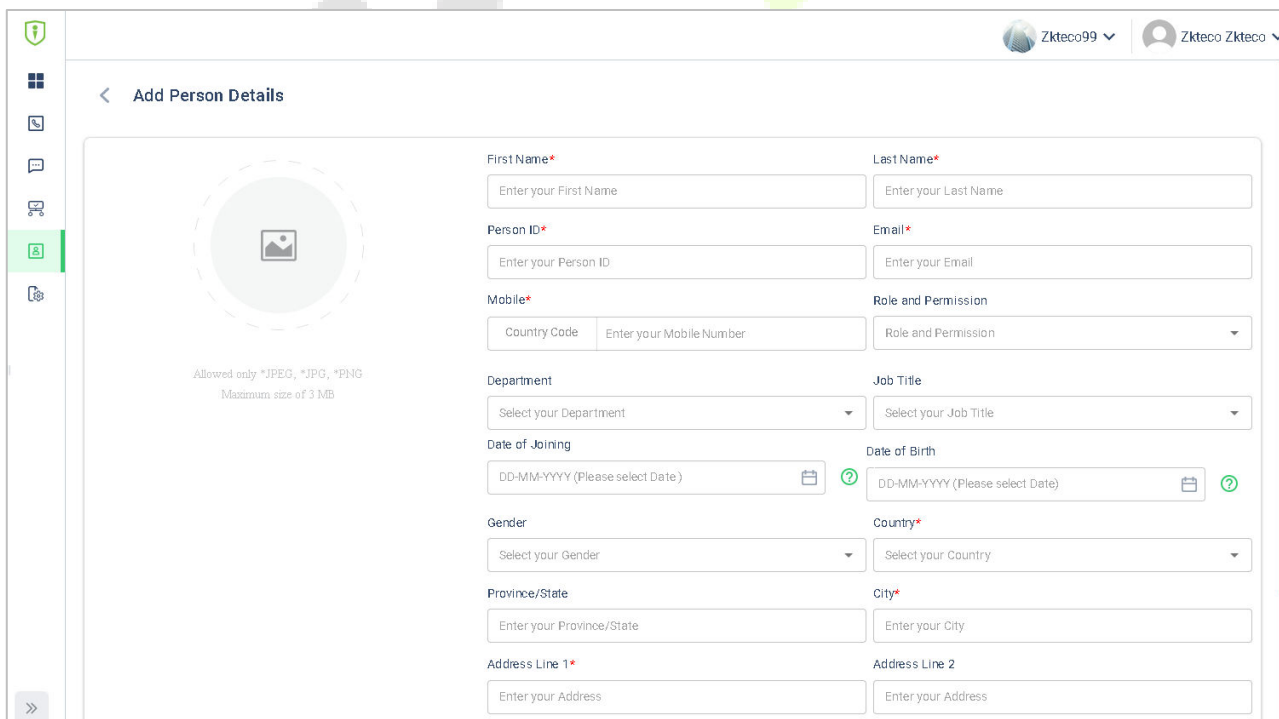 Zkteco99
Zkteco Zkteco
Add Person Details
First Name*
Last Name*
Enter your First Name
Enter your Last Name
Person ID*
Email*
Enter your Person ID
Enter your Email
Mobile*
Role and Permission
Country Code
Enter your Mobile Number
Role and Permission
Allowed only *JPEG, *JPG, *PNG
Maximum size of 3 MB
Department
Job Title
Select your Department
Select your Job Title
Date of Joining
Date of Birth
DD-MM-YYYY (Please select Date )
DD-MM-YYYY (Please select Date)
Gender
Country*
Select your Gender
Select your Country
Province/State
City*
Enter your Province/State
Enter your City
Address Line 1*
Address Line 2
Enter your Address
Enter your Address